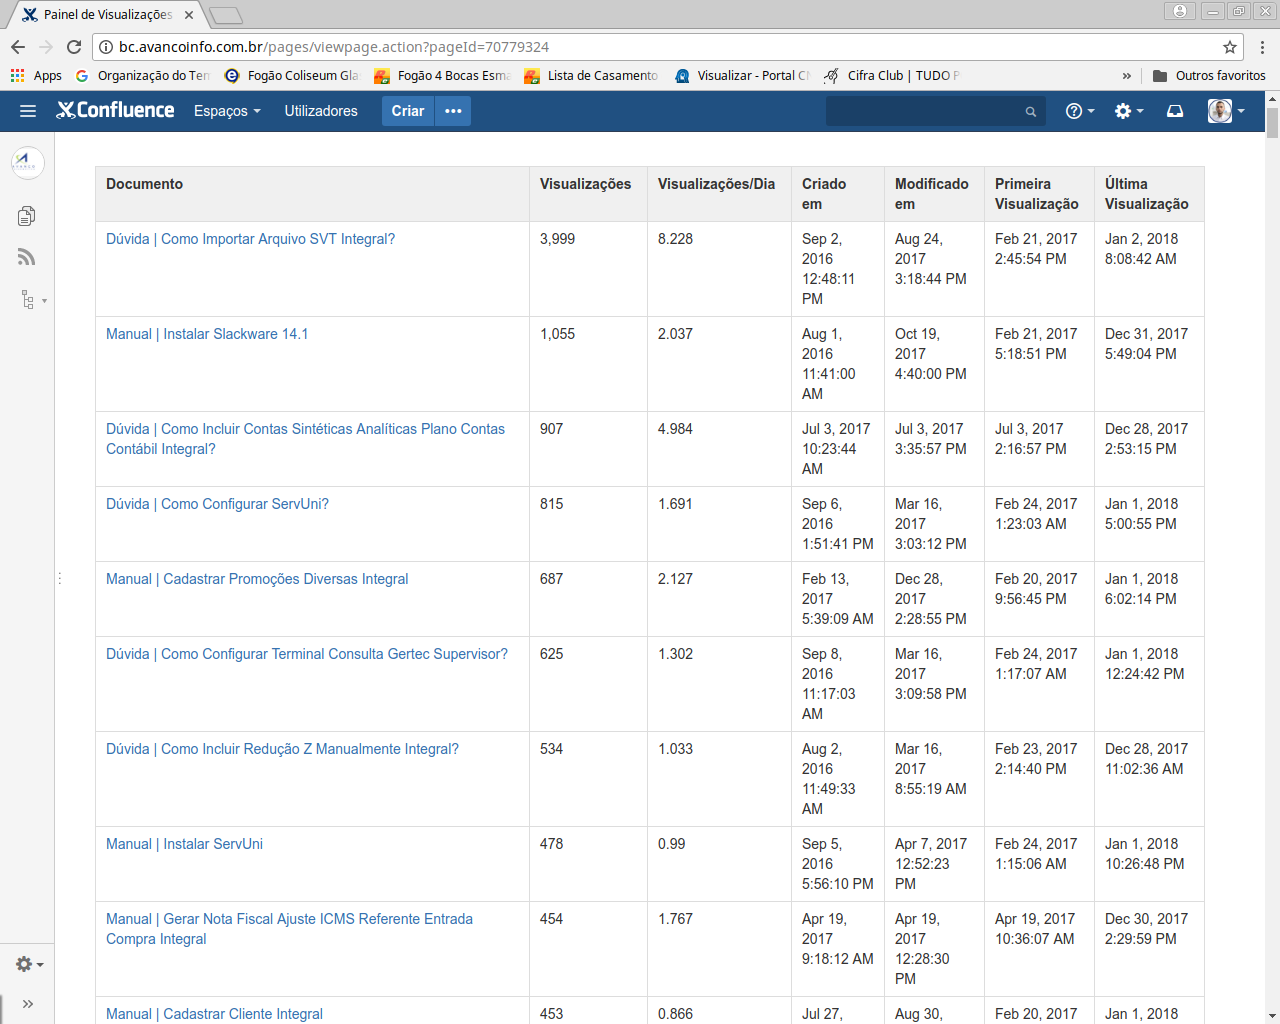 Painel de Visualizações
bc.avancoinfo.com.br/pages/viewpage.action?pageId=70779324
Apps Organização do Ter Fogão Coliseum Gla Fogão 4 Bocas Esma Lista de Casamento Visualizar - Portal Cl Cifra Club | TUDO P » Outros favoritos
Confluence Espaços Utilizadores Criar •••
Documento Visualizações Visualizações/Dia Criado em Modificado em Primeira Visualização Última Visualização
Dúvida | Como Importar Arquivo SVT Integral? 3,999 8.228 Sep 2, 2016 12:48:11 PM Aug 24, 2017 3:18:44 PM Feb 21, 2017 2:45:54 PM Jan 2, 2018 8:08:42 AM
Manual | Instalar Slackware 14.1 1,055 2.037 Aug 1, 2016 11:41:00 AM Oct 19, 2017 4:40:00 PM Feb 21, 2017 5:18:51 PM Dec 31, 2017 5:49:04 PM
Dúvida | Como Incluir Contas Sintéticas Analíticas Plano Contas Contábil Integral? 907 4.984 Jul 3, 2017 10:23:44 AM Jul 3, 2017 3:35:57 PM Jul 3, 2017 2:16:57 PM Dec 28, 2017 2:53:15 PM
Dúvida | Como Configurar ServUni? 815 1.691 Sep 6, 2016 1:51:41 PM Mar 16, 2017 3:03:12 PM Feb 24, 2017 1:23:03 AM Jan 1, 2018 5:00:55 PM
Manual | Cadastrar Promoções Diversas Integral 687 2.127 Feb 13, 2017 5:39:09 AM Dec 28, 2017 2:28:55 PM Feb 20, 2017 9:56:45 PM Jan 1, 2018 6:02:14 PM
Dúvida | Como Configurar Terminal Consulta Gertec Supervisor? 625 1.302 Sep 8, 2016 11:17:03 AM Mar 16, 2017 3:09:58 PM Feb 24, 2017 1:17:07 AM Jan 1, 2018 12:24:42 PM
Dúvida | Como Incluir Redução Z Manualmente Integral? 534 1.033 Aug 2, 2016 11:49:33 AM Mar 16, 2017 8:55:19 AM Feb 23, 2017 2:14:40 PM Dec 28, 2017 11:02:36 AM
Manual | Instalar ServUni 478 0.99 Sep 5, 2016 5:56:10 PM Apr 7, 2017 12:52:23 PM Feb 24, 2017 1:15:06 AM Jan 1, 2018 10:26:48 PM
Manual | Gerar Nota Fiscal Ajuste ICMS Referente Entrada Compra Integral 454 1.767 Apr 19, 2017 9:18:12 AM Apr 19, 2017 12:28:30 PM Apr 19, 2017 10:36:07 AM Dec 30, 2017 2:29:59 PM
Manual | Cadastrar Cliente Integral 453 0.866 Jul 27, Aug 30, Feb 20, 2017 Jan 1, 2018